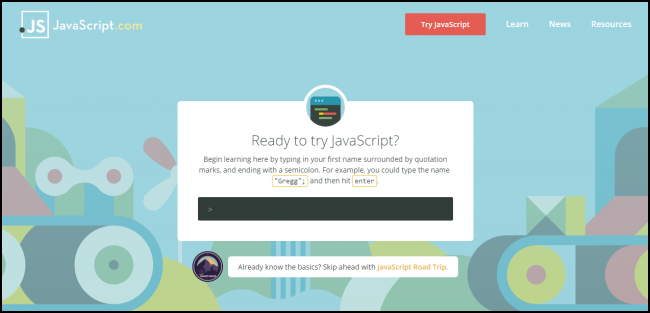 JS JavaScript.com
Try JavaScript
Learn
News
Resources
Ready to try JavaScript?
Begin learning here by typing in your first name surrounded by quotation
marks, and ending with a semicolon. For example, you could type the name
"Gregg"; and then hit enter.
>
Already know the basics? Skip ahead with JavaScript Road Trip.